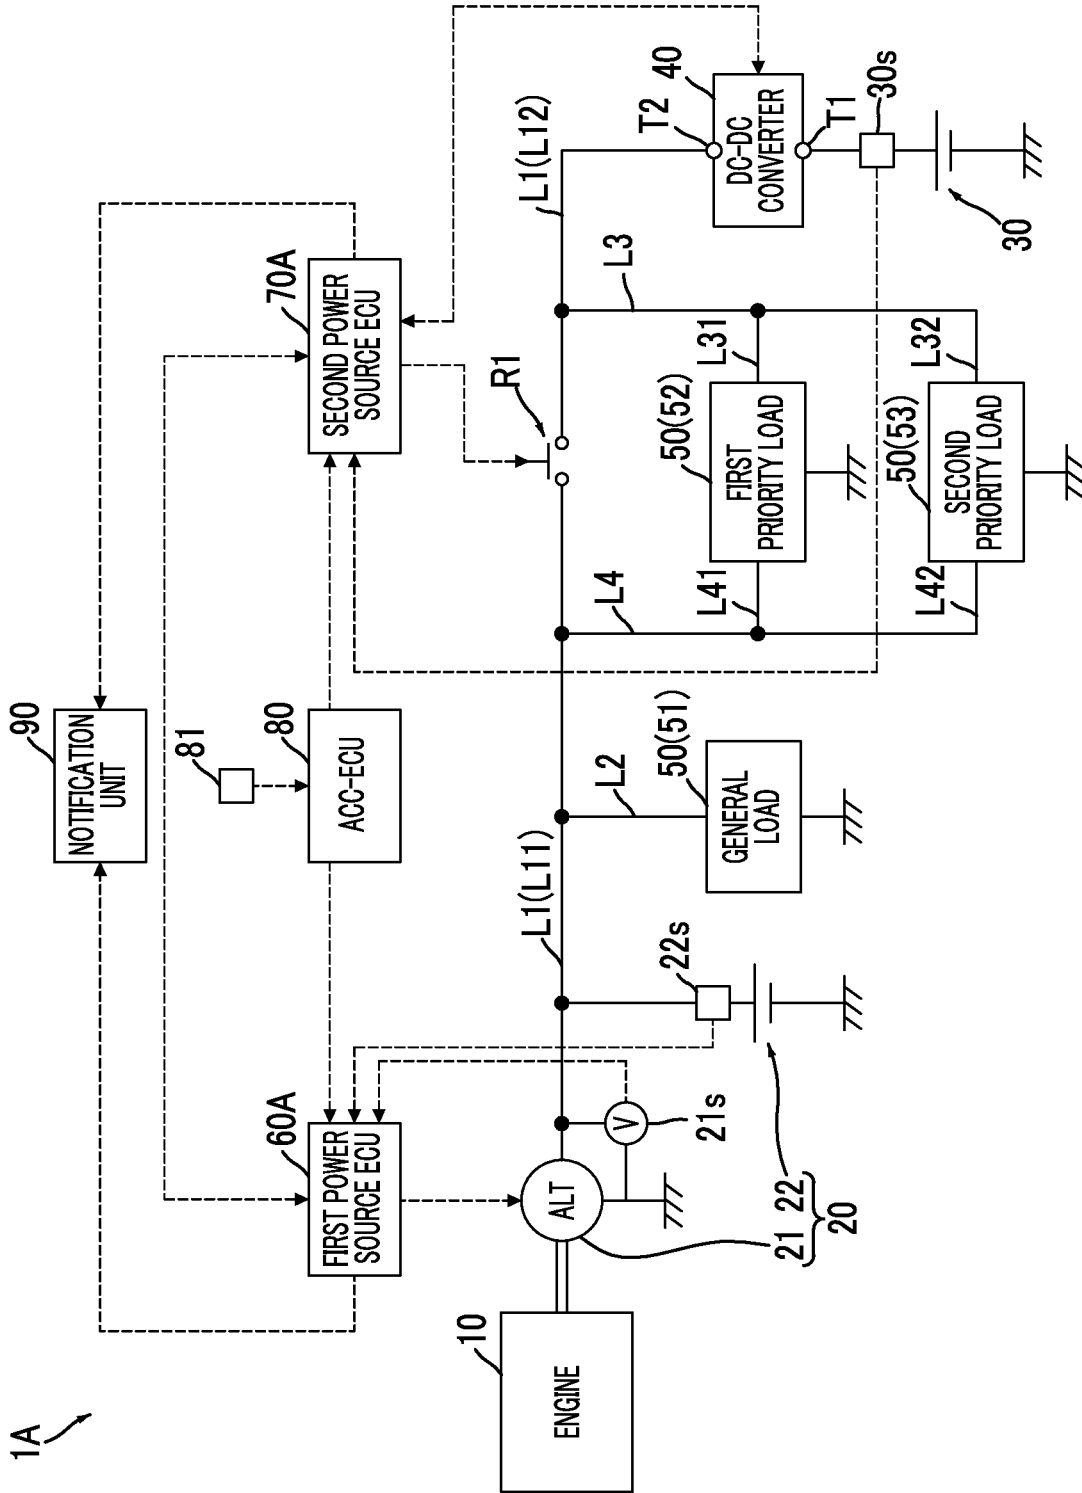 1A
90
NOTIFICATION
UNIT
81
60A
FIRST POWER
SOURCE ECU
80
ACC-ECU
70A
SECOND POWER
SOURCE ECU
10
ENGINE
ALT
V
21s
21
22
20
22s
L1(L11)
L2
50(51)
GENERAL
LOAD
L4
L41
L42
R1
50(52)
FIRST
PRIORITY LOAD
50(53)
SECOND
PRIORITY LOAD
L3
L31
L32
L1(L12)
T2
40
DC-DC
CONVERTER
T1
30s
30